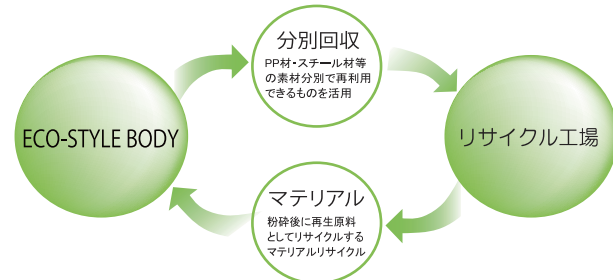 分別回収
PP材・スチール材等
の素材分別で再利用
できるものを活用
ECO-STYLE BODY
リサイクル工場
マテリアル
粉砕後に再生原料
としてリサイクルする
マテリアルリサイクル